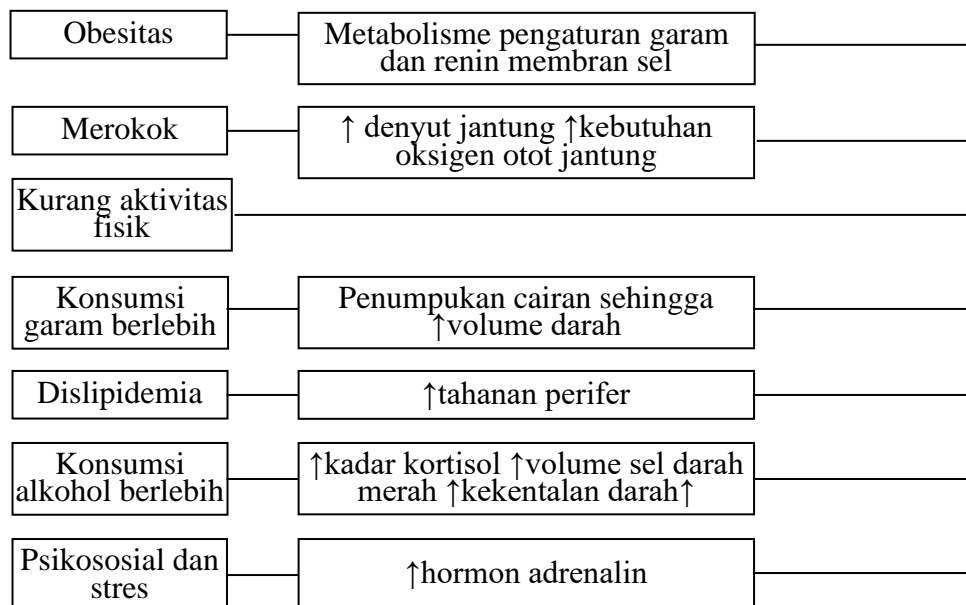 Obesitas
Metabolisme pengaturan garam
dan renin membran sel
Merokok
↑ denyut jantung ↑kebutuhan
oksigen otot jantung
Kurang aktivitas
fisik
Konsumsi
garam berlebih
Penumpukan cairan sehingga
↑volume darah
Dislipidemia
↑tahanan perifer
Konsumsi
alkohol berlebih
↑kadar kortisol ↑volume sel darah
merah ↑kekentalan darah↑
Psikososial dan
stres
↑hormon adrenalin